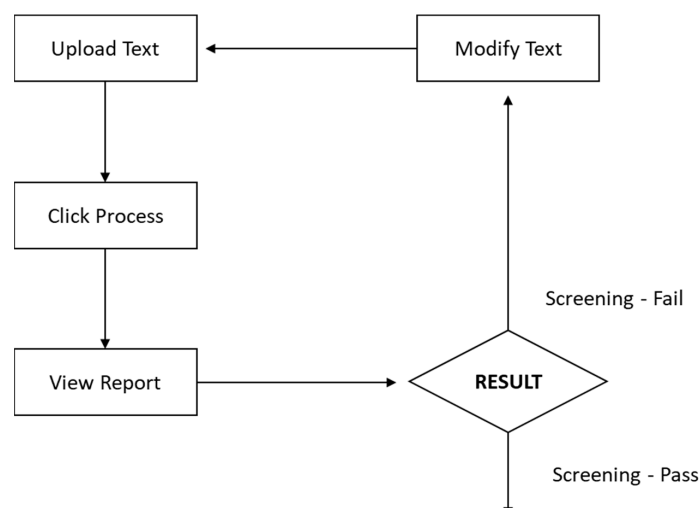 Upload Text
Modify Text
Click Process
Screening - Fail
View Report
RESULT
Screening - Pass